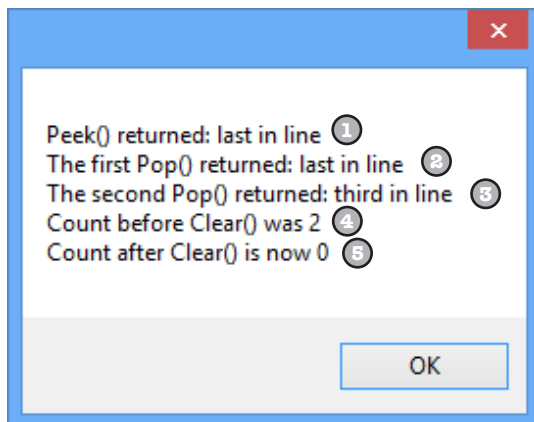 Peek() returned: last in line 1
The first Pop() returned: last in line 2
The second Pop() returned: third in line 3
Count before Clear() was 2 4
Count after Clear() is now 0 5
OK